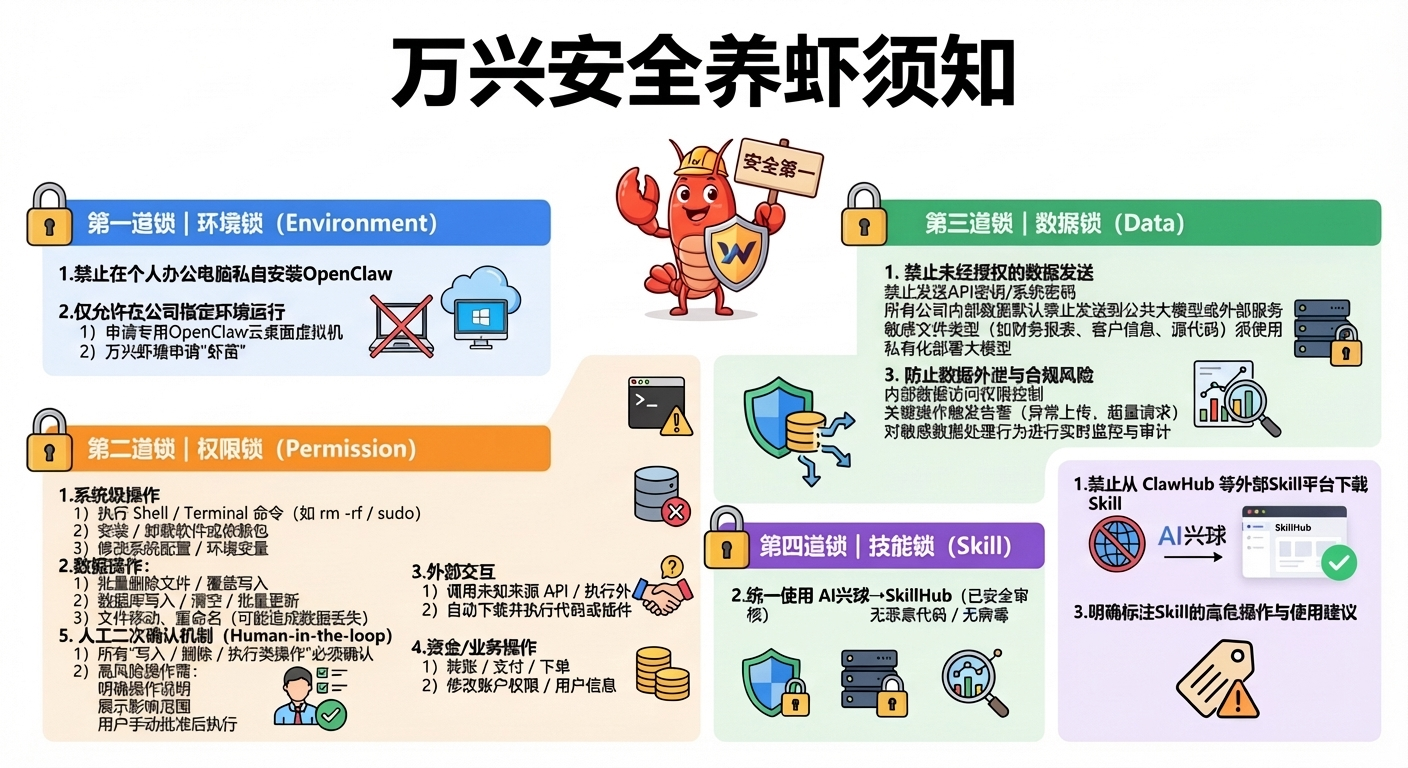 万兴安全养虾须知
安全第一
第一道锁｜环境锁（Environment）
1.禁止在个人办公电脑私自安装OpenClaw
2.仅允许在公司指定环境运行
1）申请专用OpenClaw云桌面虚拟机
2）万兴虾塘申请“虾苗”
第二道锁｜权限锁（Permission）
1.系统级操作
1）执行 Shell / Terminal 命令（如 rm -rf / sudo）
2）安装 / 卸载软件或依赖包
3）修改系统配置 / 环境变量
2.数据操作：
1）批量删除文件 / 覆盖写入
2）数据库写入 / 清空 / 批量更新
3）文件移动、重命名（可能造成数据丢失）
5. 人工二次确认机制（Human-in-the-loop）
1）所有“写入 / 删除 / 执行类操作”必须确认
2）高风险操作需：
明确操作说明
展示影响范围
用户手动批准后执行
3.外部交互
1）调用未知来源 API / 执行外
2）自动下载并执行代码或插件
4.资金/业务操作
1）转账 / 支付 / 下单
2）修改账户权限 / 用户信息
第三道锁｜数据锁（Data）
1. 禁止未经授权的数据发送
禁止发送API密钥/系统密码
所有公司内部数据默认禁止发送到公共大模型或外部服务
敏感文件类型（如财务报表、客户信息、源代码）须使用
私有化部署大模型
3. 防止数据外泄与合规风险
内部数据访问权限控制
关键操作触发告警（异常上传、超量请求）
对敏感数据处理行为进行实时监控与审计
第四道锁｜技能锁（Skill）
1.禁止从 ClawHub 等外部Skill平台下载
Skill
AI兴球
SkillHub
2.统一使用 AI兴球→SkillHub（已安全审
核） 无恶意代码 / 无病毒
3.明确标注Skill的高危操作与使用建议